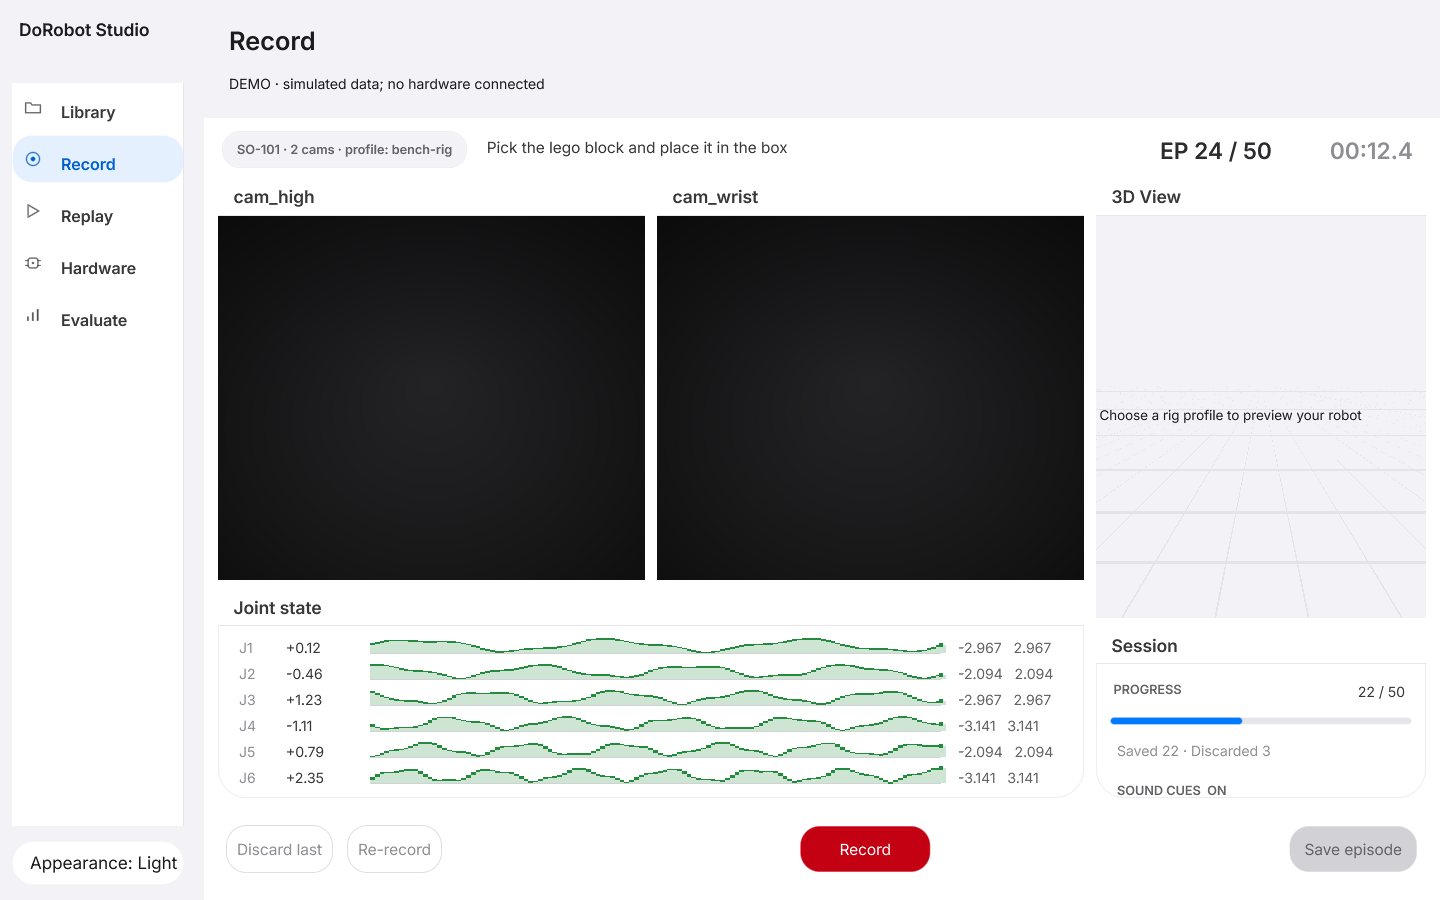 DoRobot Studio
Library
Record
Replay
Hardware
Evaluate
Appearance: Light
Record
DEMO · simulated data; no hardware connected
SO-101 · 2 cams · profile: bench-rig
Pick the lego block and place it in the box
EP 24 / 50
00:12.4
cam_high
cam_wrist
3D View
Choose a rig profile to preview your robot
Joint state
J1 +0.12 -2.967 2.967
J2 -0.46 -2.094 2.094
J3 +1.23 -2.967 2.967
J4 -1.11 -3.141 3.141
J5 +0.79 -2.094 2.094
J6 +2.35 -3.141 3.141
Session
PROGRESS 22 / 50
Saved 22 · Discarded 3
SOUND CUES ON
Discard last
Re-record
Record
Save episode